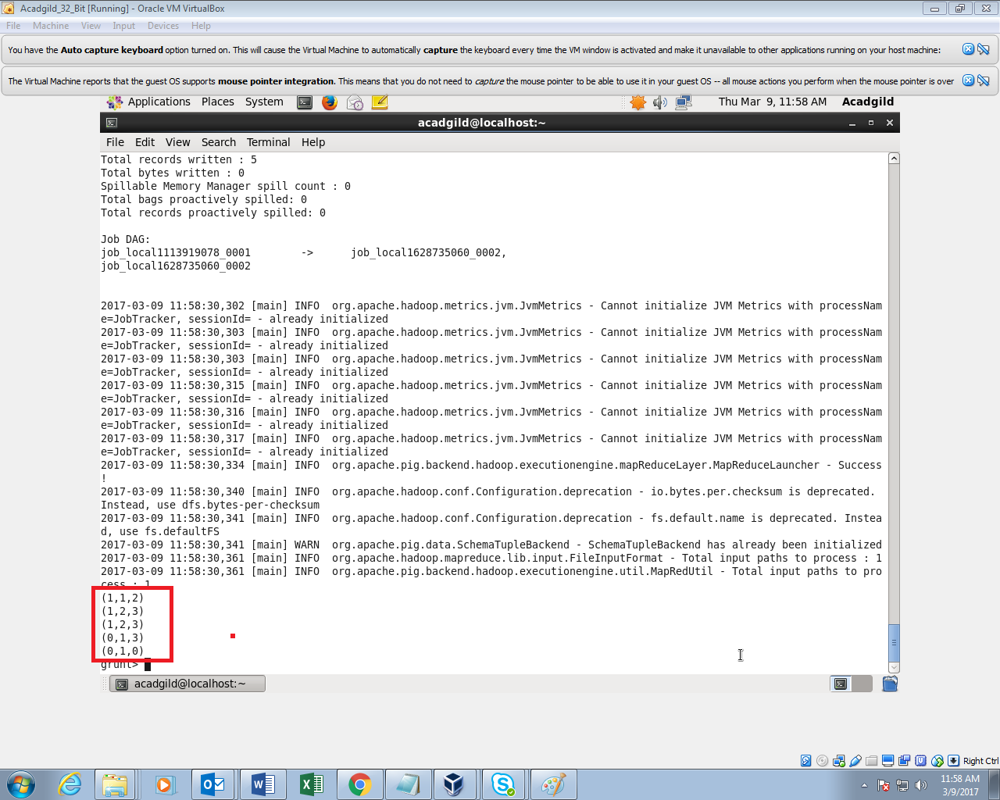 Acadgild_32_Bit [Running] - Oracle VM VirtualBox
File Machine View Input Devices Help
You have the Auto capture keyboard option turned on. This will cause the Virtual Machine to automatically capture the keyboard every time the VM window is activated and make it unavailable to other applications running on your host machine:
The Virtual Machine reports that the guest OS supports mouse pointer integration. This means that you do not need to capture the mouse pointer to be able to use it in your guest OS -- all mouse actions you perform when the mouse pointer is over
Applications Places System Thu Mar 9, 11:58 AM Acadgild
acadgild@localhost:~
File Edit View Search Terminal Help
Total records written : 5
Total bytes written : 0
Spillable Memory Manager spill count : 0
Total bags proactively spilled: 0
Total records proactively spilled: 0
Job DAG:
job_local1113919078_0001 -> job_local1628735060_0002,
job_local1628735060_0002
2017-03-09 11:58:30,302 [main] INFO org.apache.hadoop.metrics.jvm.JvmMetrics - Cannot initialize JVM Metrics with processNam
e=JobTracker, sessionId= - already initialized
2017-03-09 11:58:30,303 [main] INFO org.apache.hadoop.metrics.jvm.JvmMetrics - Cannot initialize JVM Metrics with processNam
e=JobTracker, sessionId= - already initialized
2017-03-09 11:58:30,303 [main] INFO org.apache.hadoop.metrics.jvm.JvmMetrics - Cannot initialize JVM Metrics with processNam
e=JobTracker, sessionId= - already initialized
2017-03-09 11:58:30,315 [main] INFO org.apache.hadoop.metrics.jvm.JvmMetrics - Cannot initialize JVM Metrics with processNam
e=JobTracker, sessionId= - already initialized
2017-03-09 11:58:30,316 [main] INFO org.apache.hadoop.metrics.jvm.JvmMetrics - Cannot initialize JVM Metrics with processNam
e=JobTracker, sessionId= - already initialized
2017-03-09 11:58:30,317 [main] INFO org.apache.hadoop.metrics.jvm.JvmMetrics - Cannot initialize JVM Metrics with processNam
e=JobTracker, sessionId= - already initialized
2017-03-09 11:58:30,334 [main] INFO org.apache.pig.backend.hadoop.executionengine.mapReduceLayer.MapReduceLauncher - Success
!
2017-03-09 11:58:30,340 [main] INFO org.apache.hadoop.conf.Configuration.deprecation - io.bytes.per.checksum is deprecated.
Instead, use dfs.bytes-per-checksum
2017-03-09 11:58:30,341 [main] INFO org.apache.hadoop.conf.Configuration.deprecation - fs.default.name is deprecated. Instea
d, use fs.defaultFS
2017-03-09 11:58:30,341 [main] WARN org.apache.pig.data.SchemaTupleBackend - SchemaTupleBackend has already been initialized
2017-03-09 11:58:30,361 [main] INFO org.apache.hadoop.mapreduce.lib.input.FileInputFormat - Total input paths to process : 1
2017-03-09 11:58:30,361 [main] INFO org.apache.pig.backend.hadoop.executionengine.util.MapRedUtil - Total input paths to pro
cess : 1
(1,1,2)
(1,2,3)
(1,2,3)
(0,1,3)
(0,1,0)
grunt>
acadgild@localhost:~
Right Ctrl
11:58 AM
3/9/2017